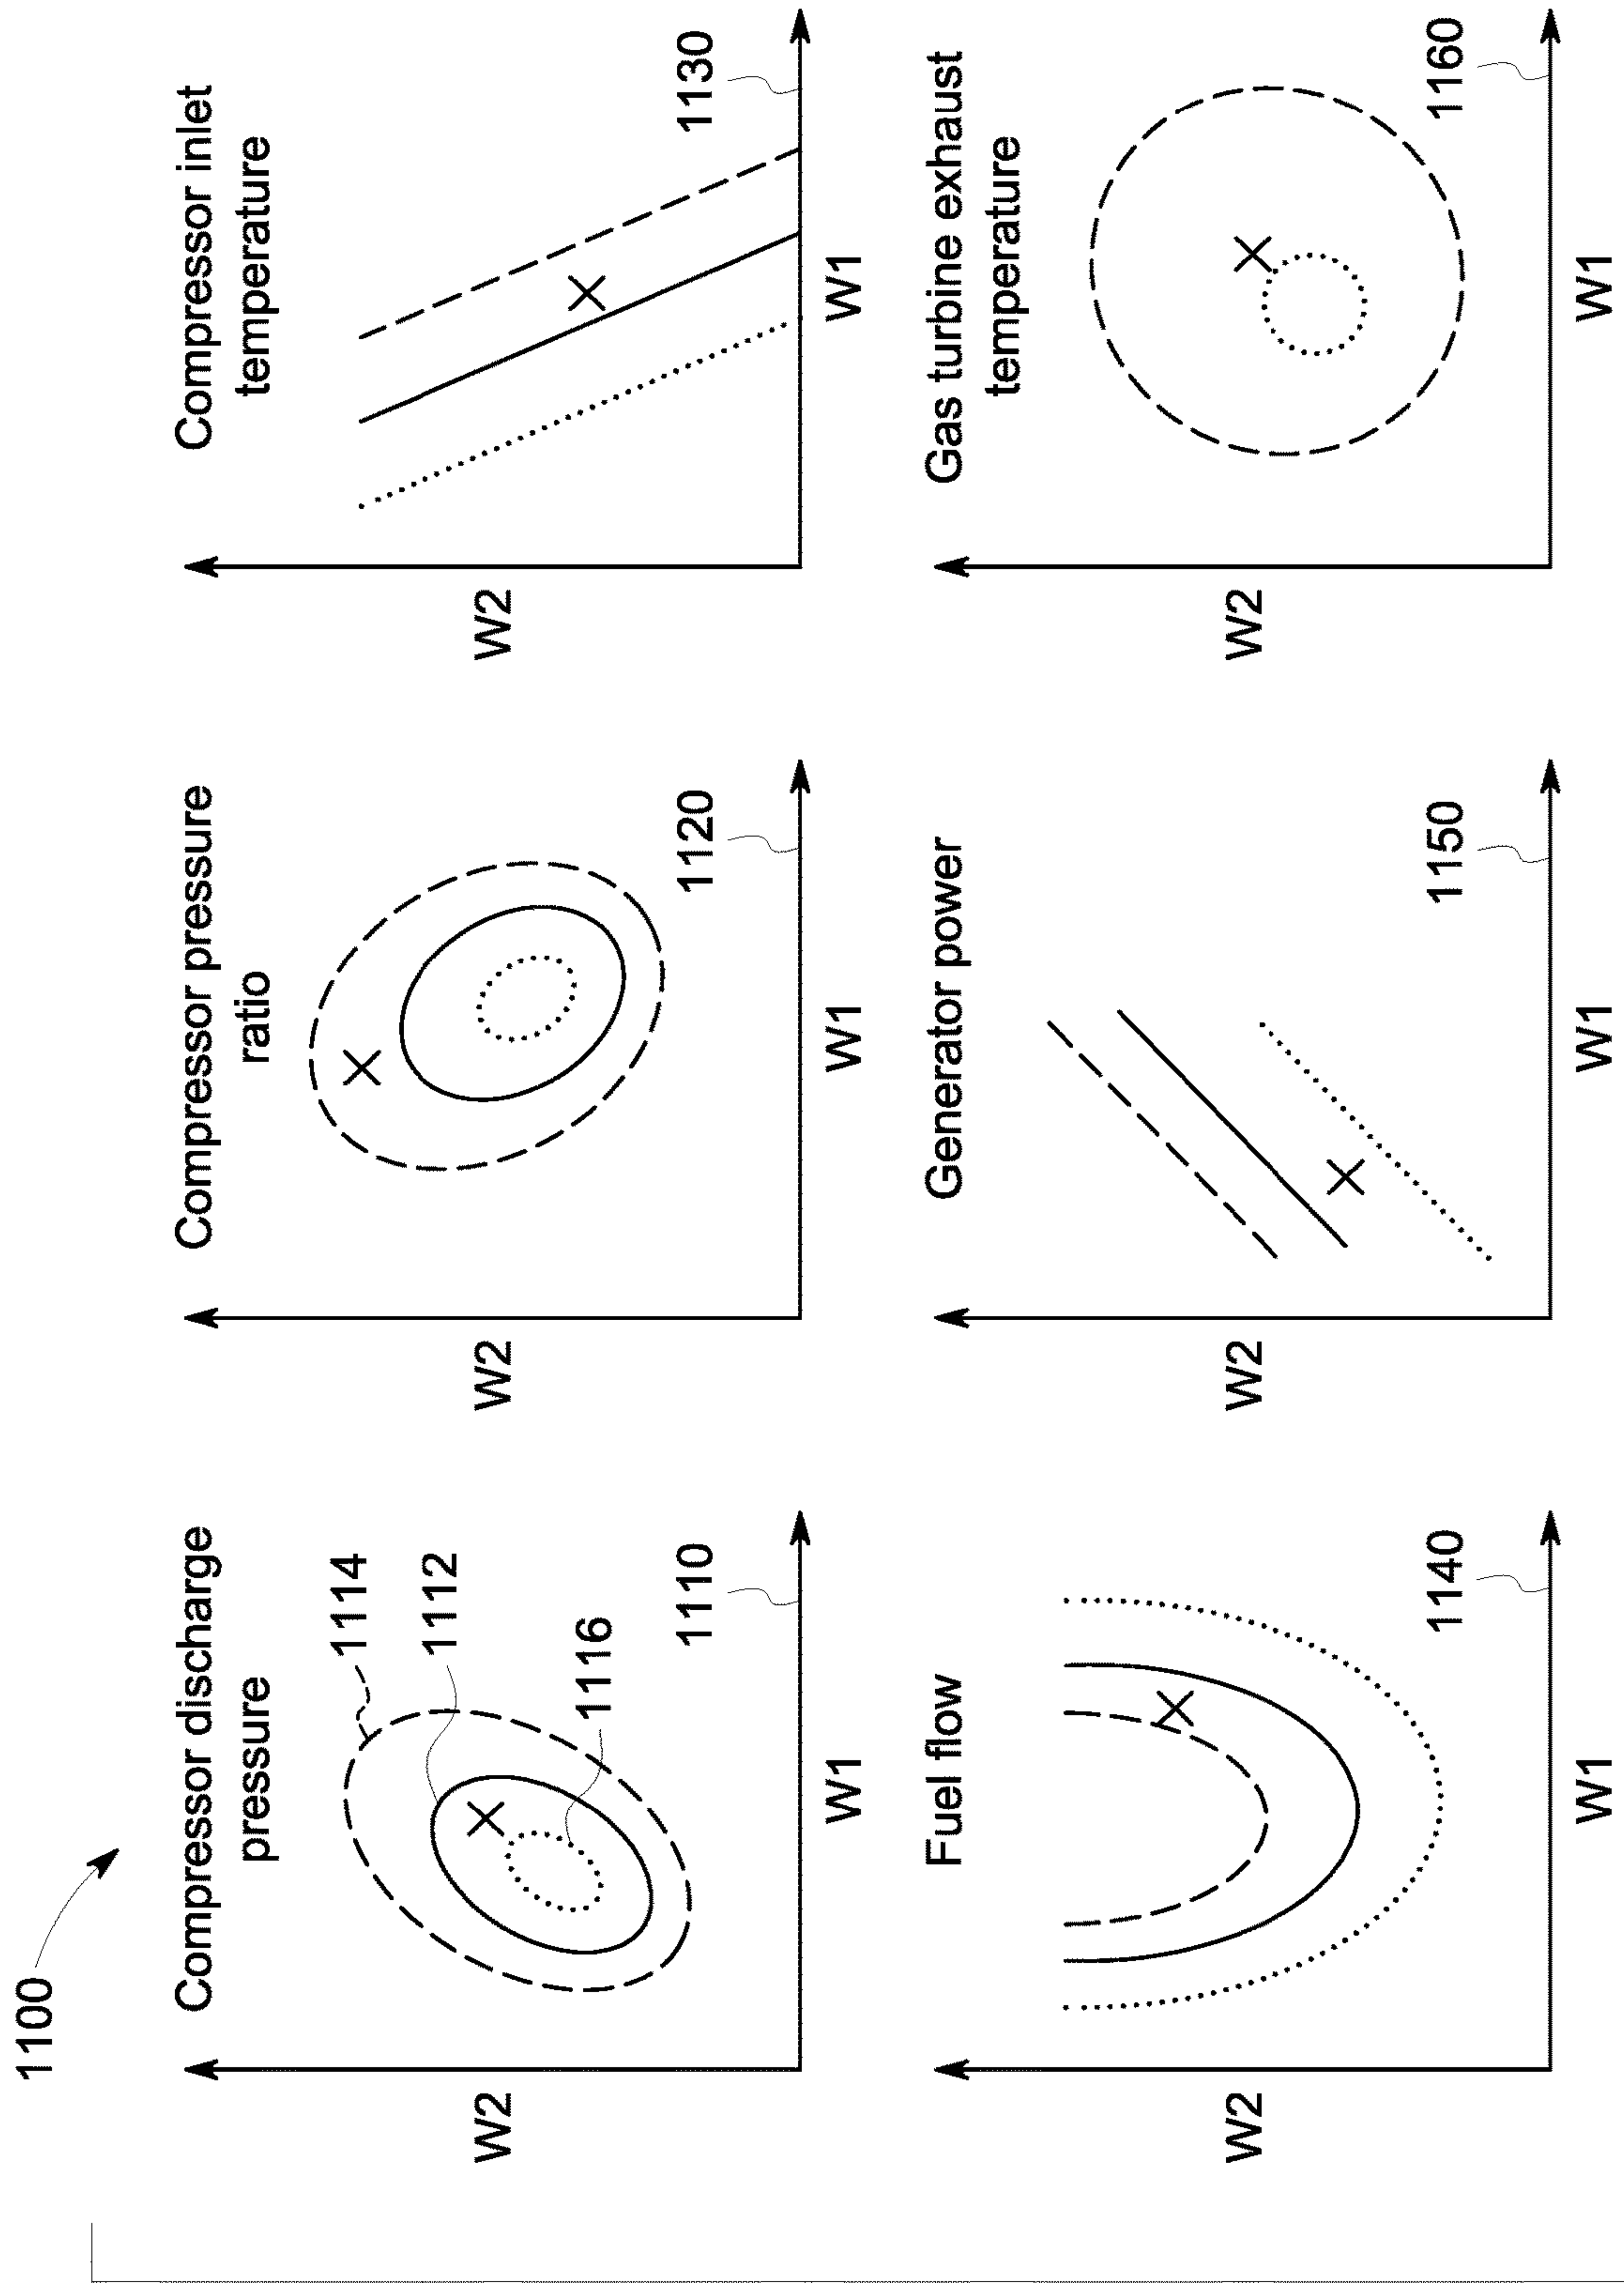 1100
Compressor discharge
pressure
1114
1112
1116
1110
W2
W1
Compressor pressure
ratio
1120
W2
W1
Compressor inlet
temperature
1130
W2
W1
Fuel flow
1140
W2
W1
Generator power
1150
W2
W1
Gas turbine exhaust
temperature
1160
W2
W1